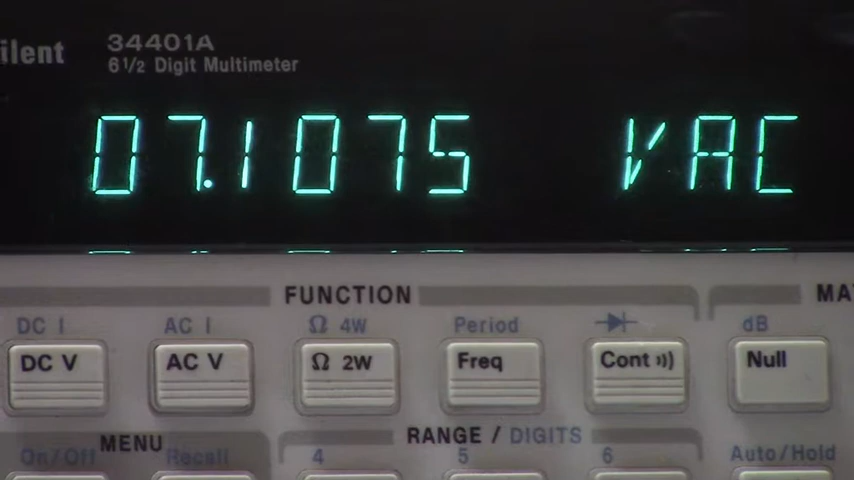 ilent 34401A
6½ Digit Multimeter
07.1075 VAC
FUNCTION MA
DC I AC I Ω 4W Period dB
DC V AC V Ω 2W Freq Cont Null
MENU RANGE / DIGITS
On/Off Recall 4 5 6 Auto/Hold